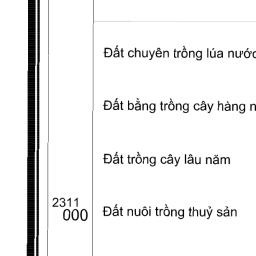 Đất chuyên trồng lúa nước
Đất bằng trồng cây hàng n
Đất trồng cây lâu năm
2311
000
Đất nuôi trồng thuỷ sản